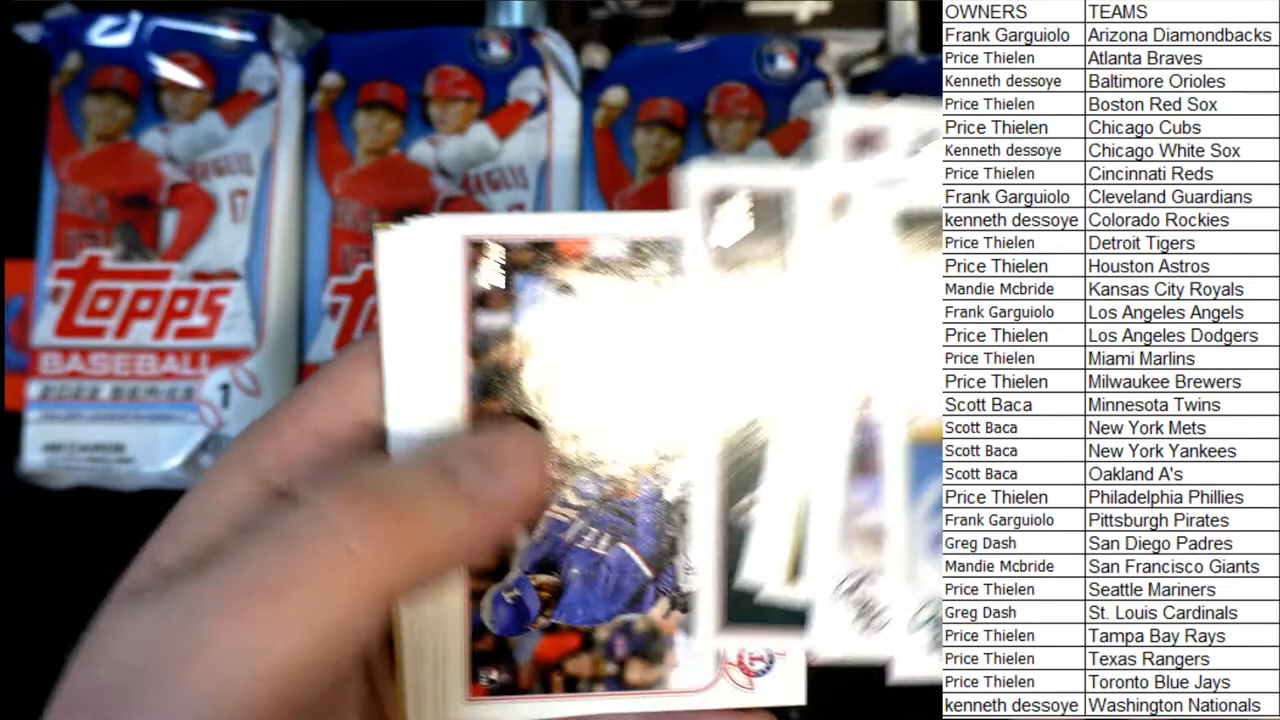 OWNERS TEAMS
Frank Garguiolo Arizona Diamondbacks
Price Thielen Atlanta Braves
Kenneth dessoye Baltimore Orioles
Price Thielen Boston Red Sox
Price Thielen Chicago Cubs
Kenneth dessoye Chicago White Sox
Price Thielen Cincinnati Reds
Frank Garguiolo Cleveland Guardians
kenneth dessoye Colorado Rockies
Price Thielen Detroit Tigers
Price Thielen Houston Astros
Mandie Mcbride Kansas City Royals
Frank Garguiolo Los Angeles Angels
Price Thielen Los Angeles Dodgers
Price Thielen Miami Marlins
Price Thielen Milwaukee Brewers
Scott Baca Minnesota Twins
Scott Baca New York Mets
Scott Baca New York Yankees
Scott Baca Oakland A's
Price Thielen Philadelphia Phillies
Frank Garguiolo Pittsburgh Pirates
Greg Dash San Diego Padres
Mandie Mcbride San Francisco Giants
Price Thielen Seattle Mariners
Greg Dash St. Louis Cardinals
Price Thielen Tampa Bay Rays
Price Thielen Texas Rangers
Price Thielen Toronto Blue Jays
kenneth dessoye Washington Nationals
TOPPS
BASEBALL
2022 SERIES 1